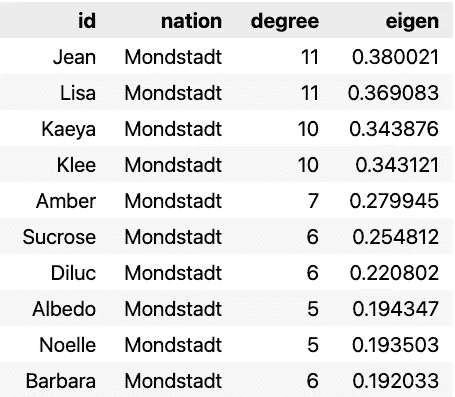 id nation degree eigen
Jean Mondstadt 11 0.380021
Lisa Mondstadt 11 0.369083
Kaeya Mondstadt 10 0.343876
Klee Mondstadt 10 0.343121
Amber Mondstadt 7 0.279945
Sucrose Mondstadt 6 0.254812
Diluc Mondstadt 6 0.220802
Albedo Mondstadt 5 0.194347
Noelle Mondstadt 5 0.193503
Barbara Mondstadt 6 0.192033